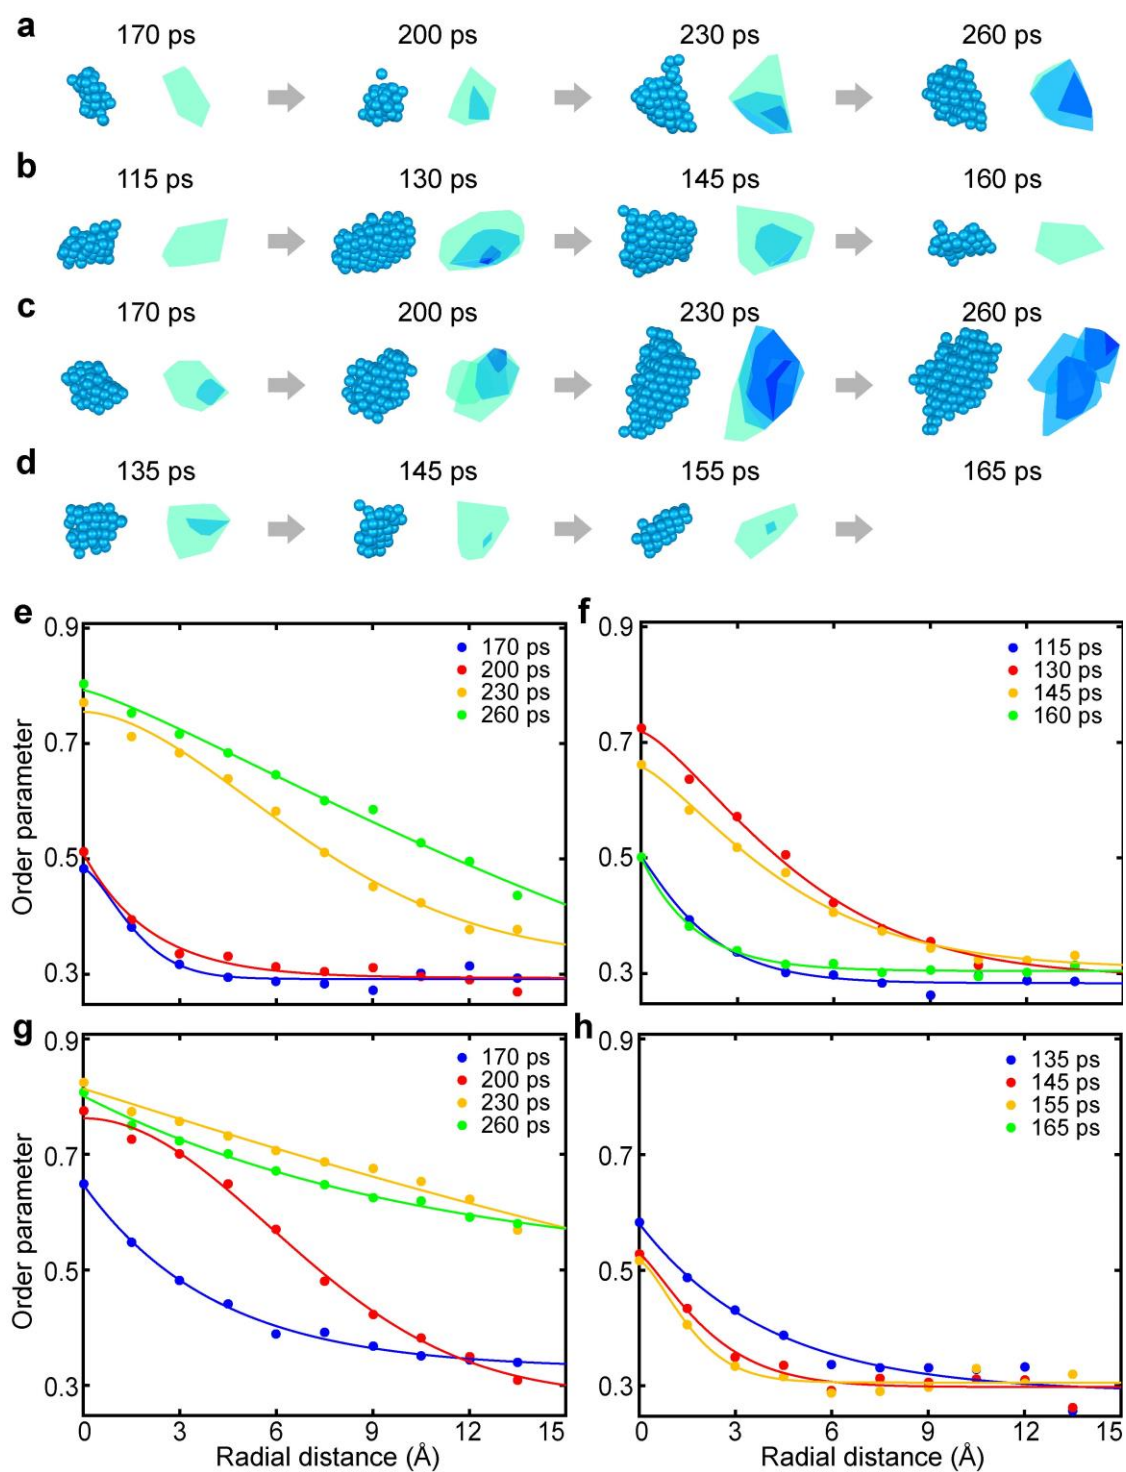 a
170 ps 200 ps 230 ps 260 ps
b
115 ps 130 ps 145 ps 160 ps
c
170 ps 200 ps 230 ps 260 ps
d
135 ps 145 ps 155 ps 165 ps
e
0.9
0.7
0.5
0.3
Order parameter
170 ps
200 ps
230 ps
260 ps
f
0.9
0.7
0.5
0.3
115 ps
130 ps
145 ps
160 ps
g
0.9
0.7
0.5
0.3
Order parameter
170 ps
200 ps
230 ps
260 ps
0 3 6 9 12 15
Radial distance (Å)
h
0.9
0.7
0.5
0.3
135 ps
145 ps
155 ps
165 ps
0 3 6 9 12 15
Radial distance (Å)